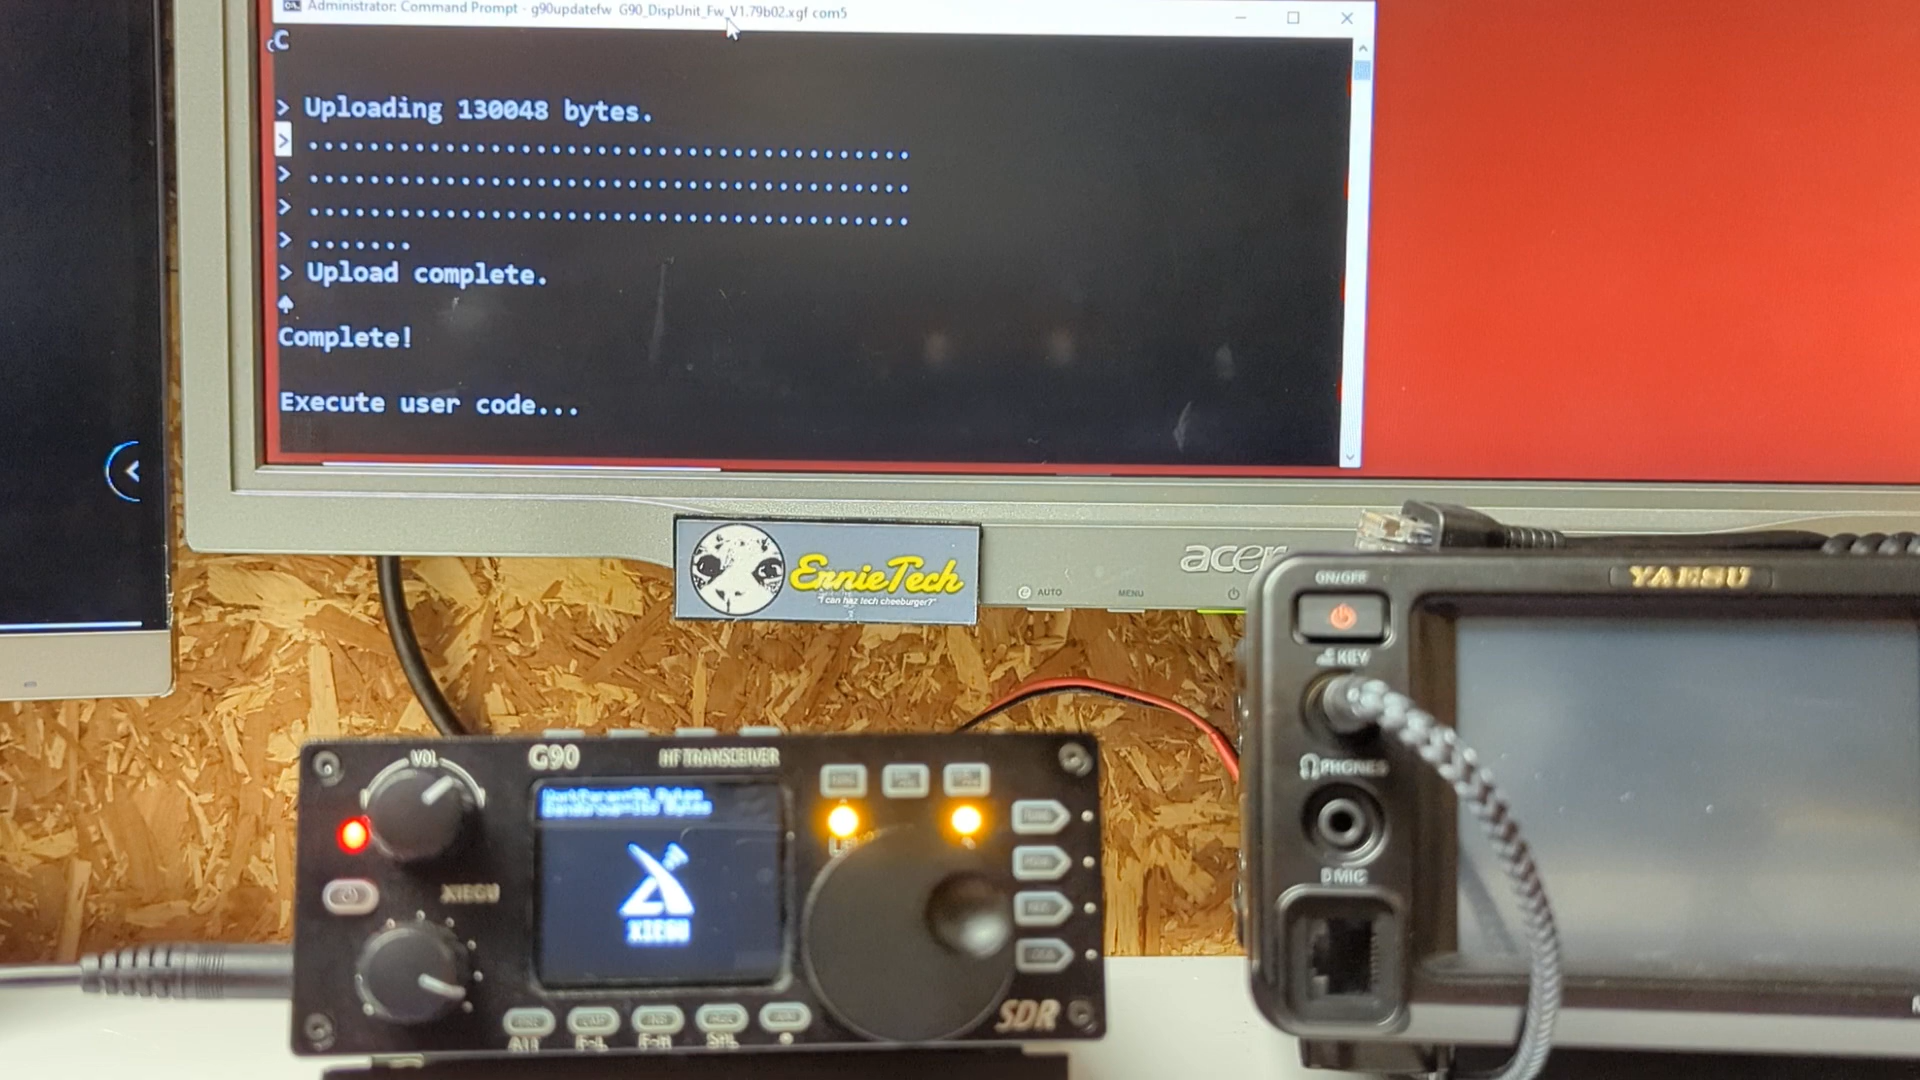 Administrator: Command Prompt - g90updatefw G90_DispUnit_Fw_V1.79b02.xgf com5
C
> Uploading 130048 bytes.
> ........................................
> ........................................
> ........................................
> .......
> Upload complete.
Complete!
Execute user code...
ErnieTech
"I can haz tech cheeburger?"
acer
e AUTO
MENU
YAESU
ON/OFF
KEY
PHONES
MIC
VOL
G90
HF TRANSCEIVER
XIEGU
XIEGU
SDR